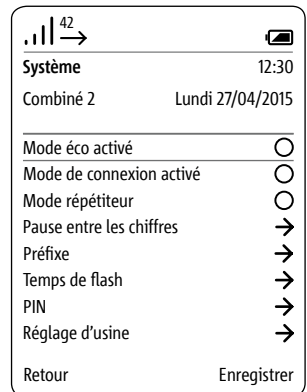 42
Système 12:30
Combiné 2 Lundi 27/04/2015
Mode éco activé
Mode de connexion activé
Mode répétiteur
Pause entre les chiffres
Préfixe
Temps de flash
PIN
Réglage d'usine
Retour Enregistrer